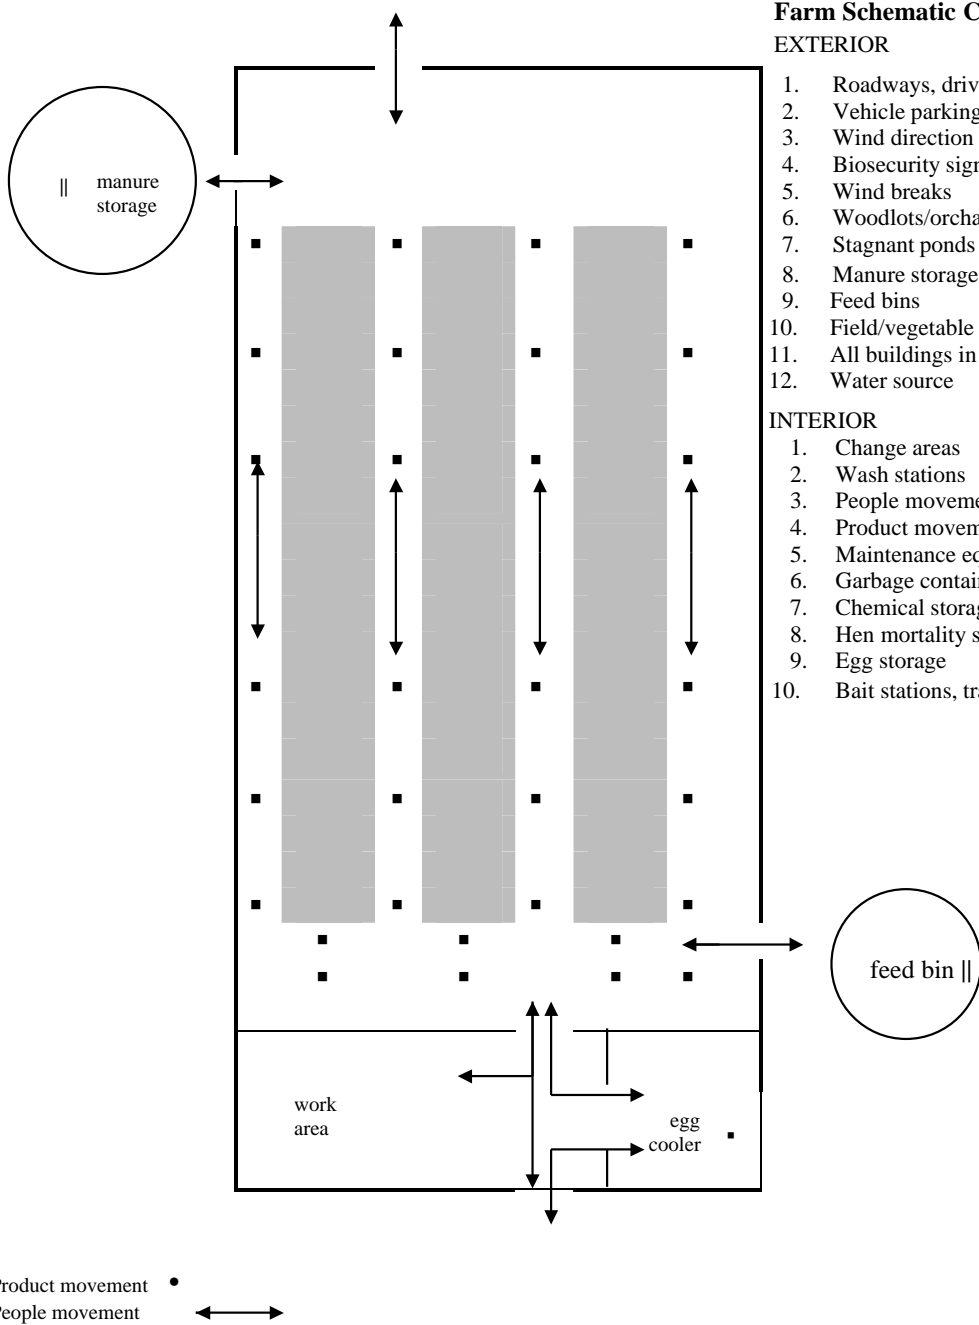 Farm Schematic C
EXTERIOR
1. Roadways, driv
2. Vehicle parking
3. Wind direction
4. Biosecurity sign
5. Wind breaks
6. Woodlots/orcha
7. Stagnant ponds
8. Manure storage
9. Feed bins
10. Field/vegetable
11. All buildings in
12. Water source
INTERIOR
1. Change areas
2. Wash stations
3. People moveme
4. Product movem
5. Maintenance eq
6. Garbage contain
7. Chemical storag
8. Hen mortality s
9. Egg storage
10. Bait stations, tra
|| manure
storage
feed bin ||
work
area
egg
cooler
Product movement
People movement